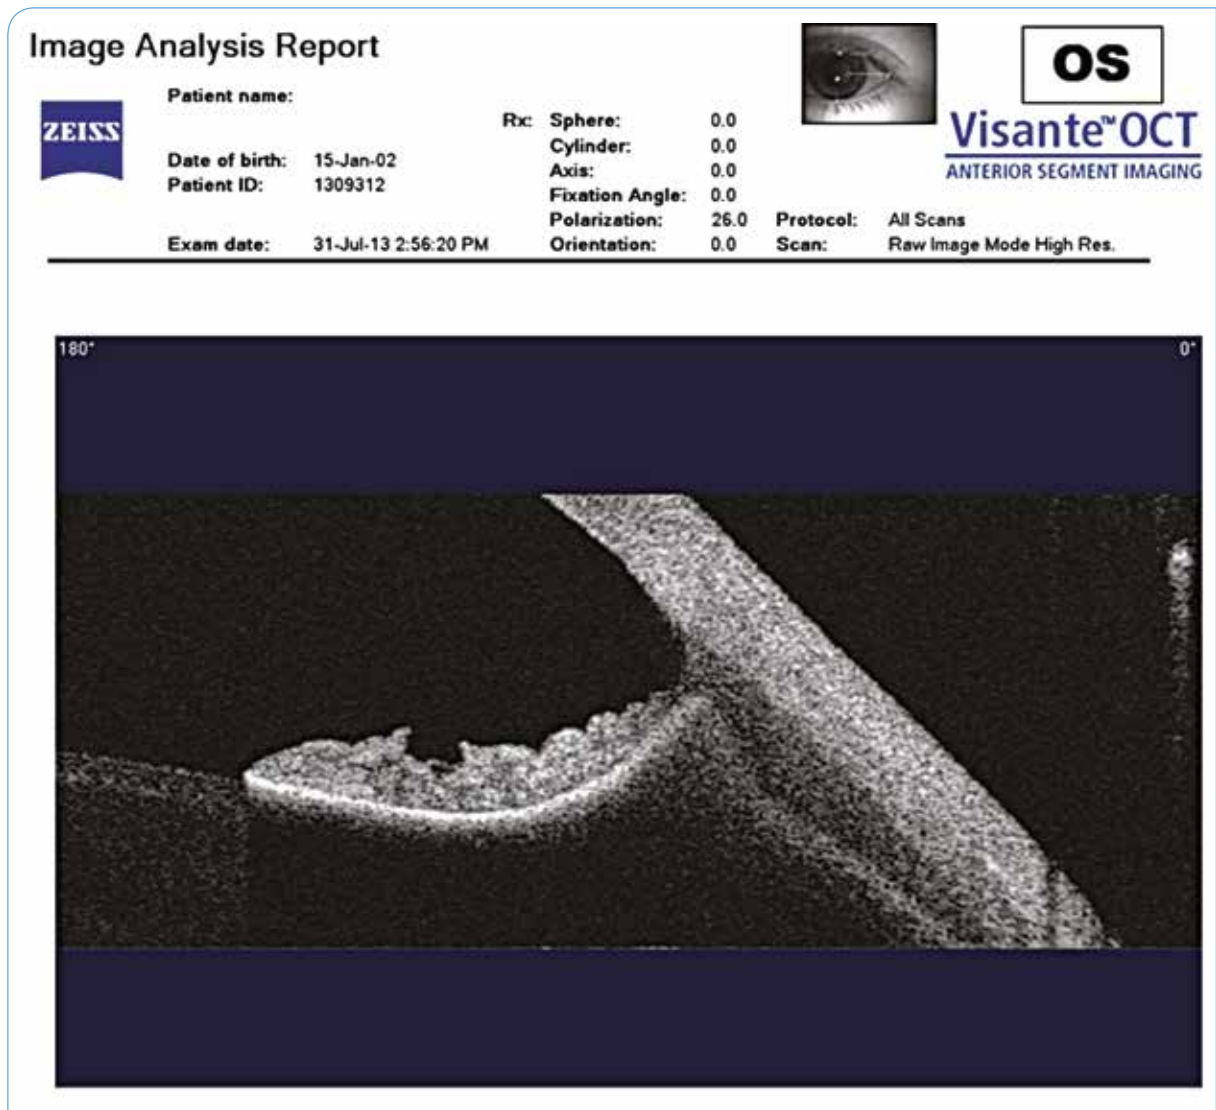 Image Analysis Report
OS
ZEISS
Patient name:
Rx: Sphere: 0.0
Cylinder: 0.0
Visante™ OCT
Date of birth: 15-Jan-02
Axis: 0.0
ANTERIOR SEGMENT IMAGING
Patient ID: 1309312
Fixation Angle: 0.0
Polarization: 26.0 Protocol: All Scans
Exam date: 31-Jul-13 2:56:20 PM Orientation: 0.0 Scan: Raw Image Mode High Res.
180° 0°